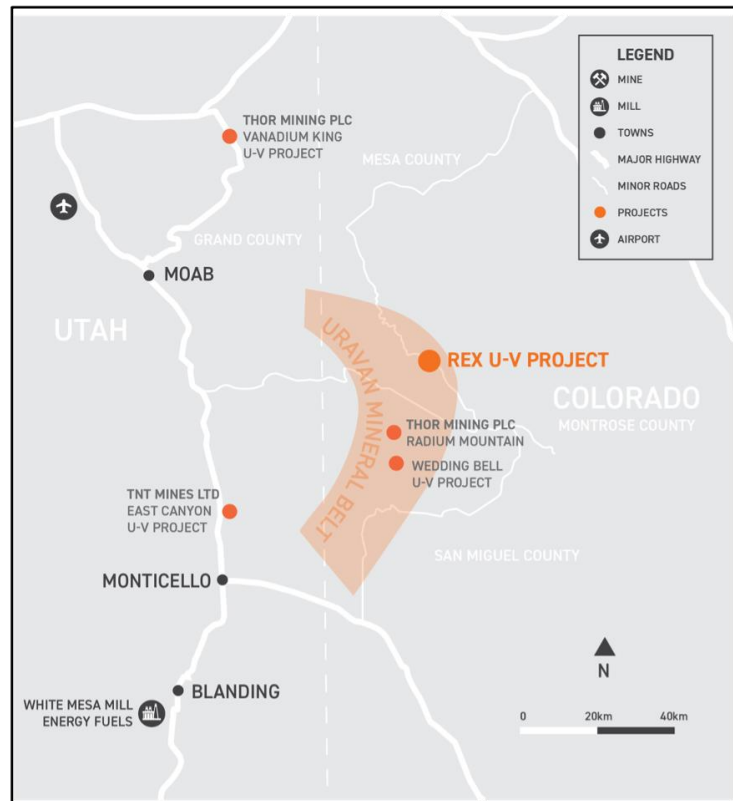 LEGEND
MINE
MILL
TOWNS
MAJOR HIGHWAY
MINOR ROADS
PROJECTS
AIRPORT
THOR MINING PLC
VANADIUM KING
U-V PROJECT
MESA COUNTY
GRAND COUNTY
MOAB
UTAH
URAVAN MINERAL BELT
REX U-V PROJECT
COLORADO
MONTROSE COUNTY
THOR MINING PLC
RADIUM MOUNTAIN
WEDDING BELL
U-V PROJECT
TNT MINES LTD
EAST CANYON
U-V PROJECT
SAN MIGUEL COUNTY
MONTICELLO
BLANDING
WHITE MESA MILL
ENERGY FUELS
N
0 20km 40km